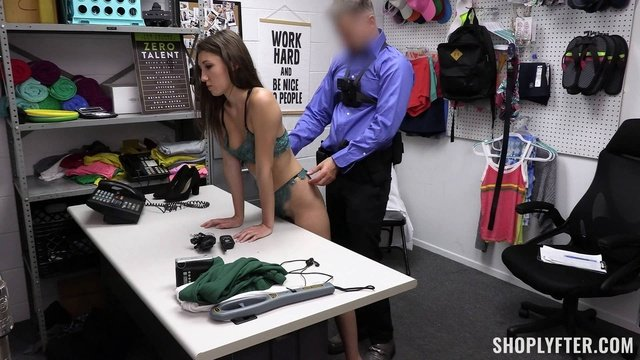 ZERO
TALENT
WORK
HARD
AND
BE NICE
PEOPLE
SHOPLYFTER.COM